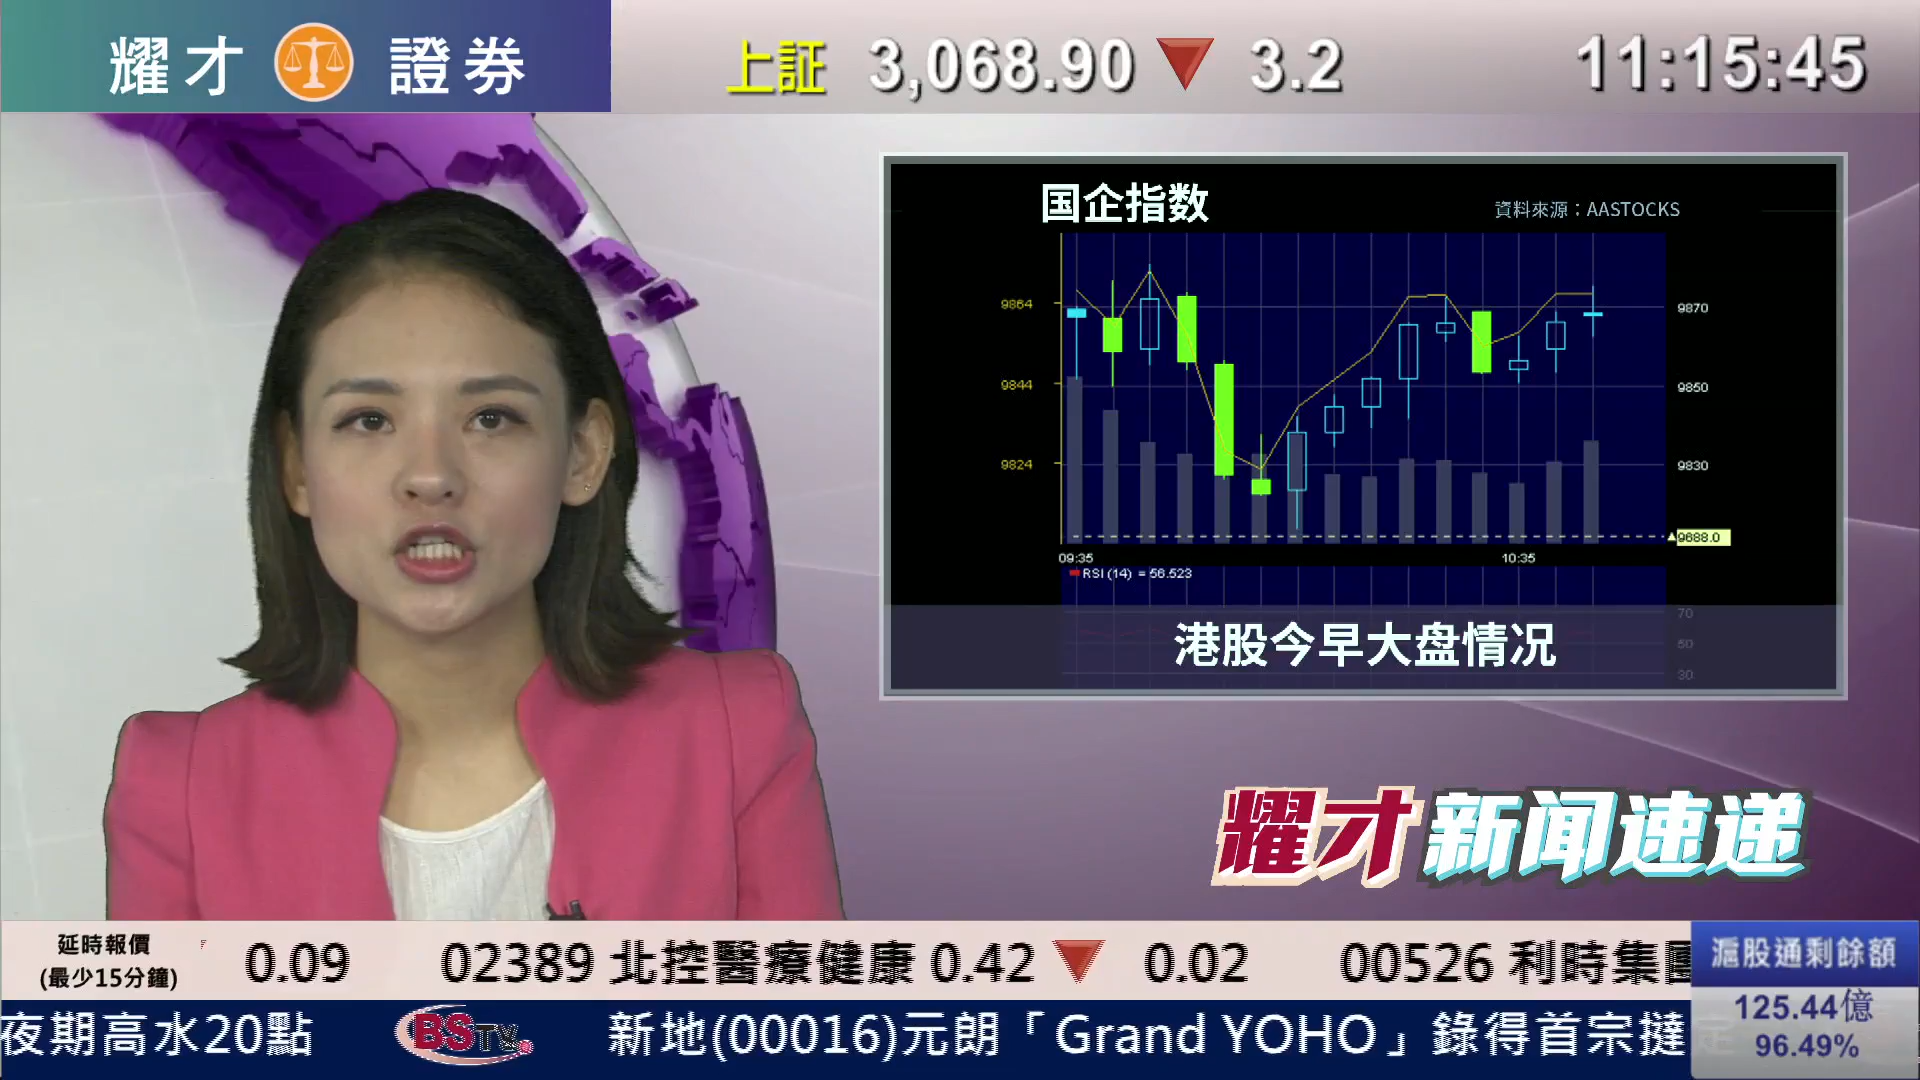 耀才 證券
上証 3,068.90 3.2
11:15:45
国企指数
資料來源：AASTOCKS
9864
9844
9824
9870
9850
9830
9688.0
09:35
10:35
RSI (14) = 56.523
70
50
30
港股今早大盘情况
耀才新闻速递
延時報價
(最少15分鐘)
0.09 02389 北控醫療健康 0.42 0.02 00526 利時集團
滬股通剩餘額
125.44億
96.49%
夜期高水20點 BSTV 新地(00016)元朗「Grand YOHO」錄得首宗撻定